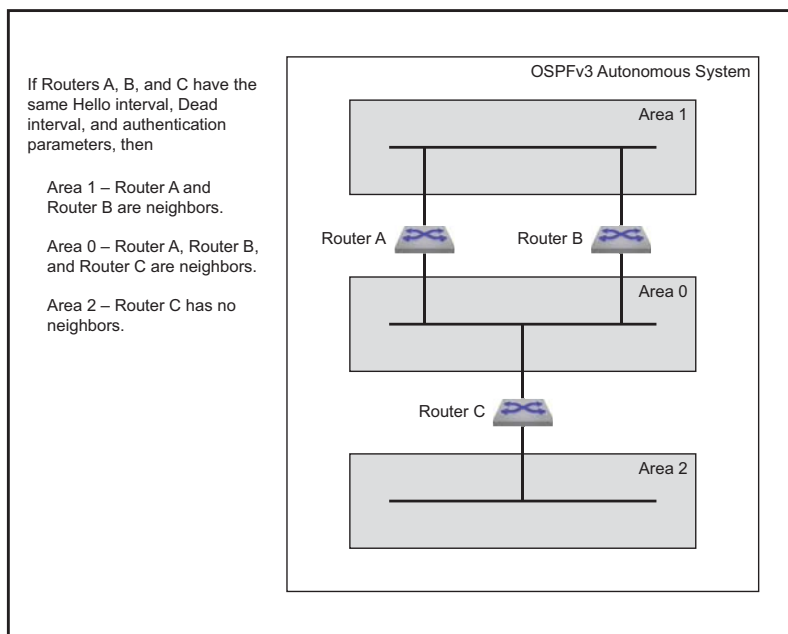 If Routers A, B, and C have the
same Hello interval, Dead
interval, and authentication
parameters, then
Area 1 – Router A and
Router B are neighbors.
Area 0 – Router A, Router B,
and Router C are neighbors.
Area 2 – Router C has no
neighbors.
OSPFv3 Autonomous System
Area 1
Router A
Router B
Area 0
Router C
Area 2